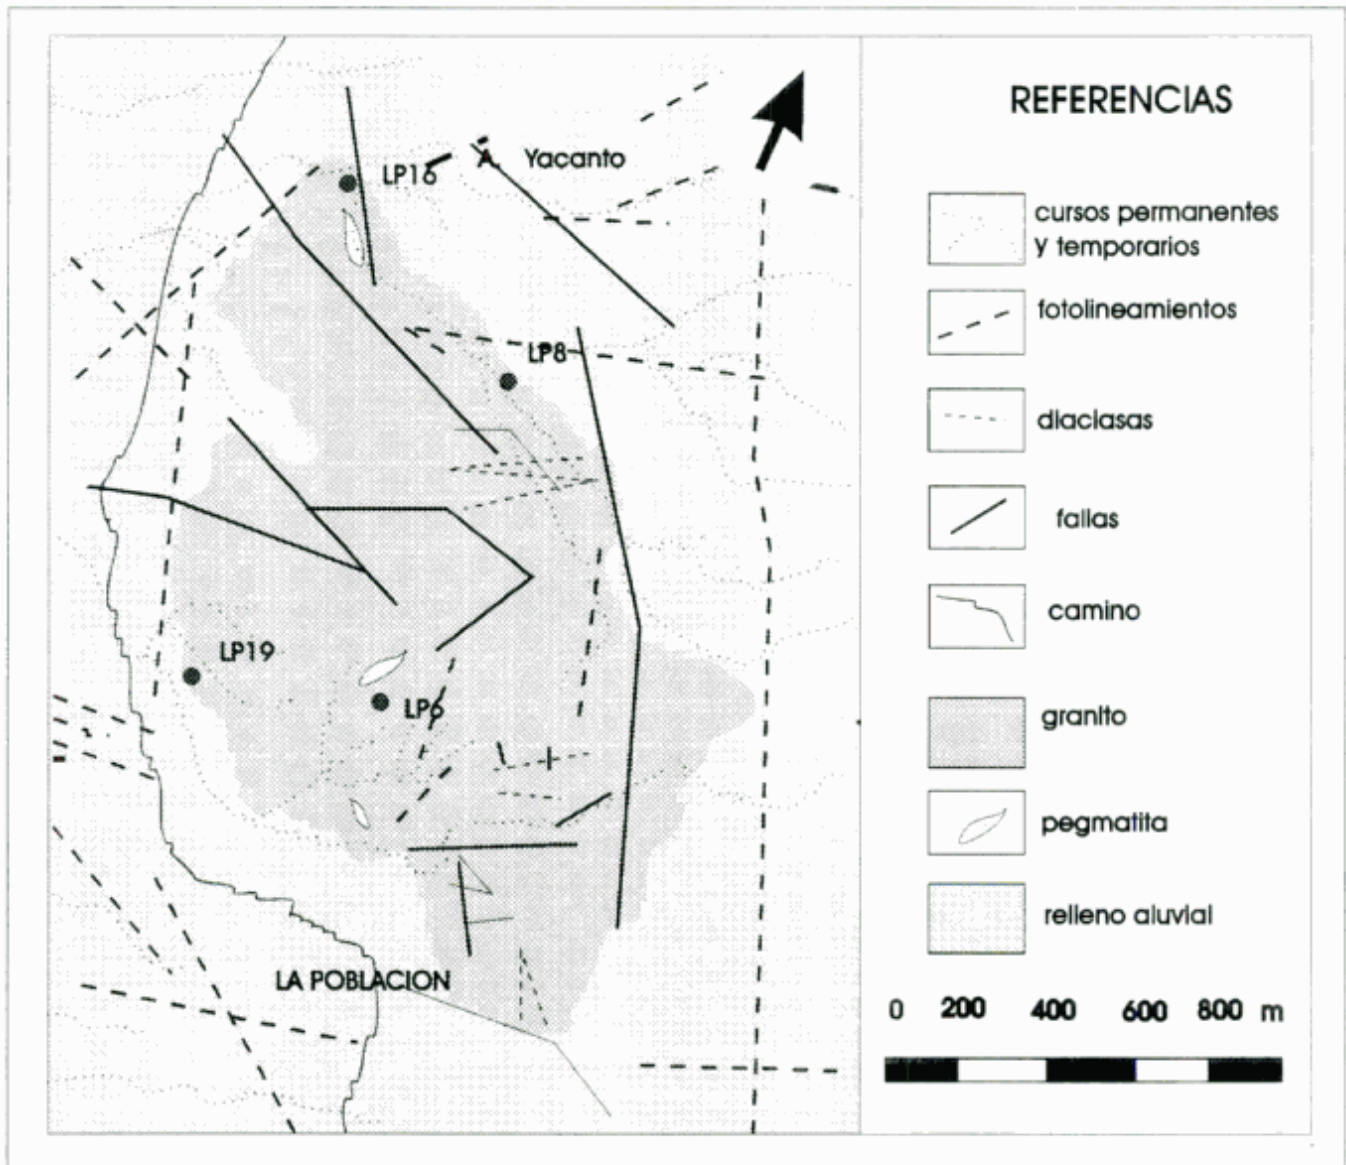 LP16
A. Yacanto
LP8
LP19
LP6
LA POBLACION
REFERENCIAS
cursos permanentes
y temporarios
fotolineamientos
diaclasas
fallas
camino
granito
pegmatita
relleno aluvial
0 200 400 600 800 m